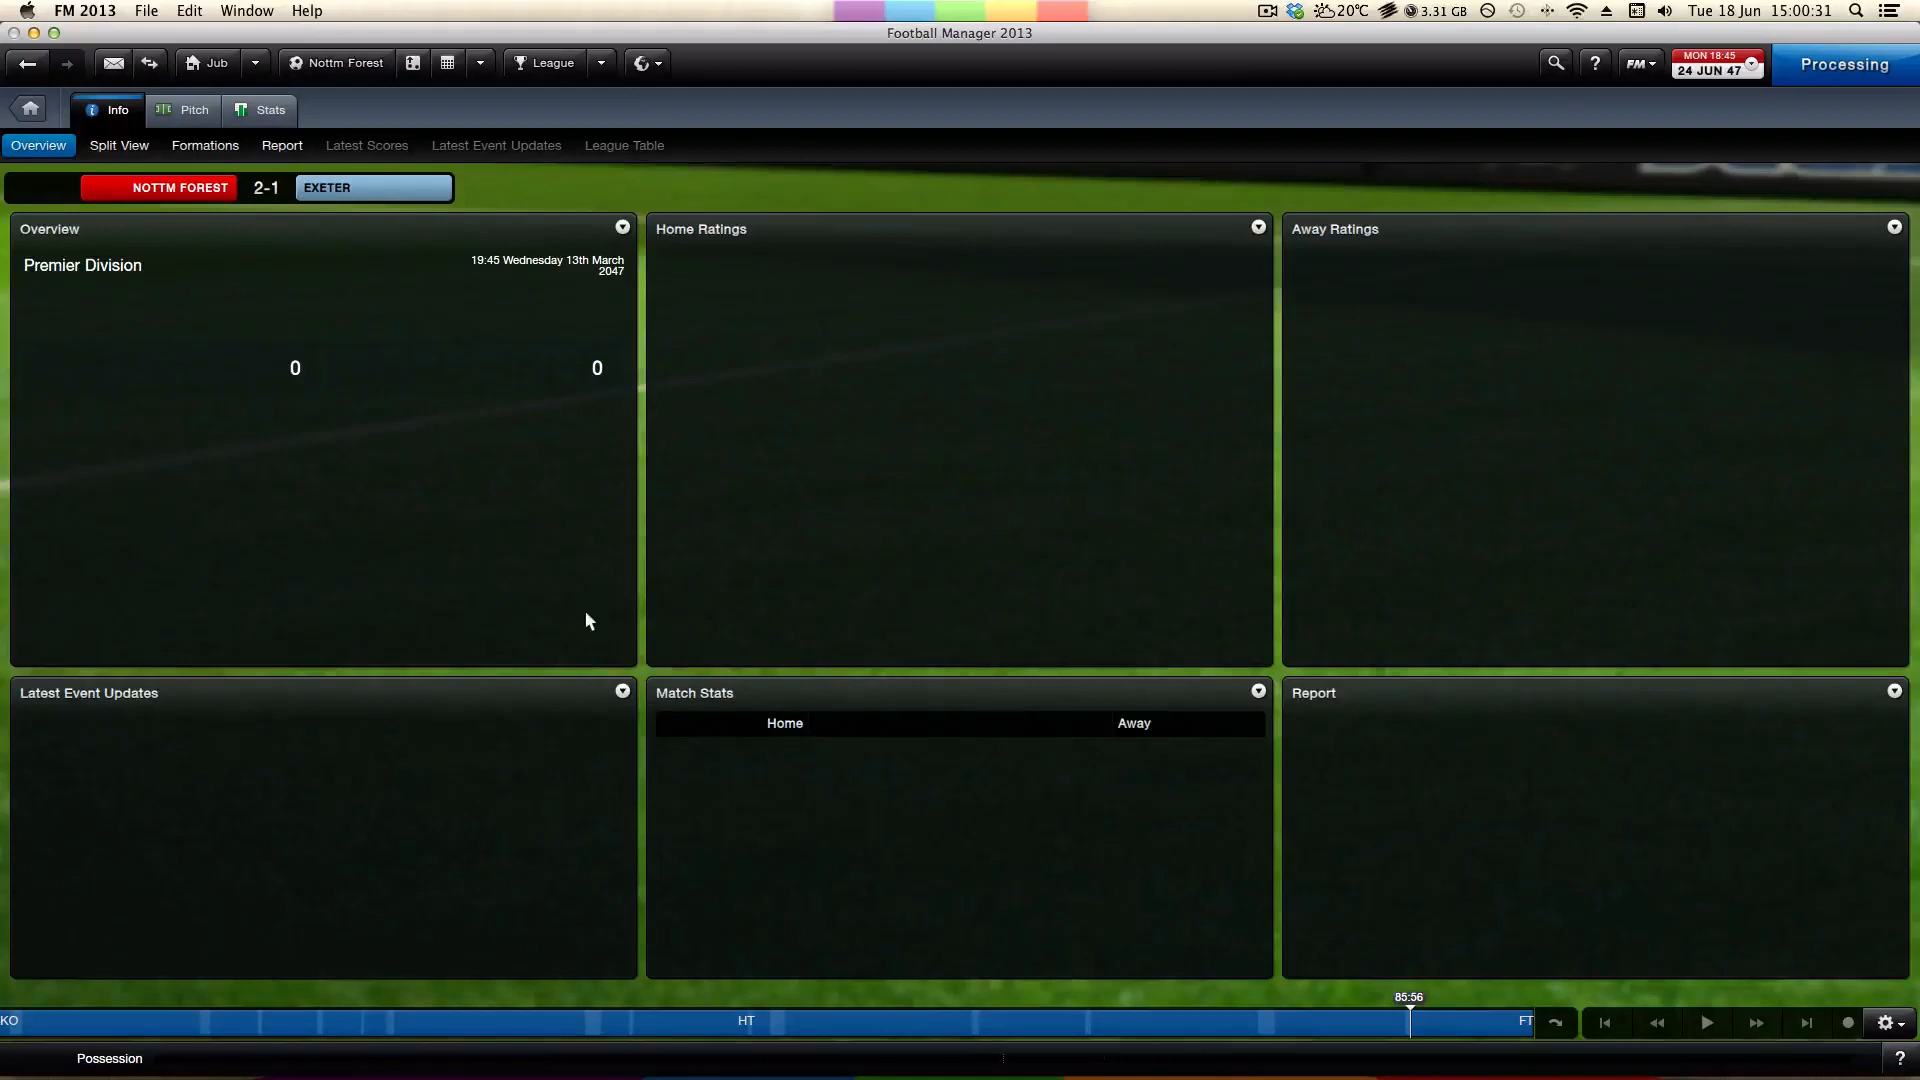 FM 2013 File Edit Window Help 20°C 3.31 GB Tue 18 Jun 15:00:31
Football Manager 2013
Jub Nottm Forest League ? FM MON 18:45
24 JUN 47 Processing
Info Pitch Stats
Overview Split View Formations Report Latest Scores Latest Event Updates League Table
NOTTM FOREST 2-1 EXETER
Overview Home Ratings Away Ratings
Premier Division 19:45 Wednesday 13th March
2047
0 0
Latest Event Updates Match Stats Report
Home Away
85:56
KO HT FT
Possession ?